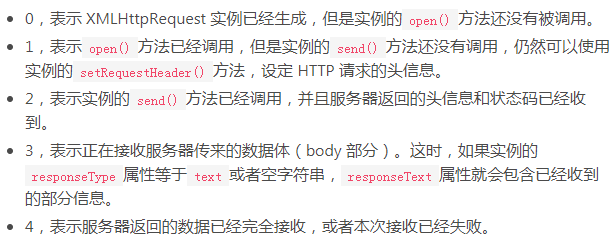 • 0，表示 XMLHttpRequest 实例已经生成，但是实例的 open() 方法还没有被调用。
• 1，表示 open() 方法已经调用，但是实例的 send() 方法还没有调用，仍然可以使用
实例的 setRequestHeader() 方法，设定 HTTP 请求的头信息。
• 2，表示实例的 send() 方法已经调用，并且服务器返回的头信息和状态码已经收
到。
• 3，表示正在接收服务器传来的数据体（body 部分）。这时，如果实例的
responseType 属性等于 text 或者空字符串， responseText 属性就会包含已经收到
的部分信息。
• 4，表示服务器返回的数据已经完全接收，或者本次接收已经失败。